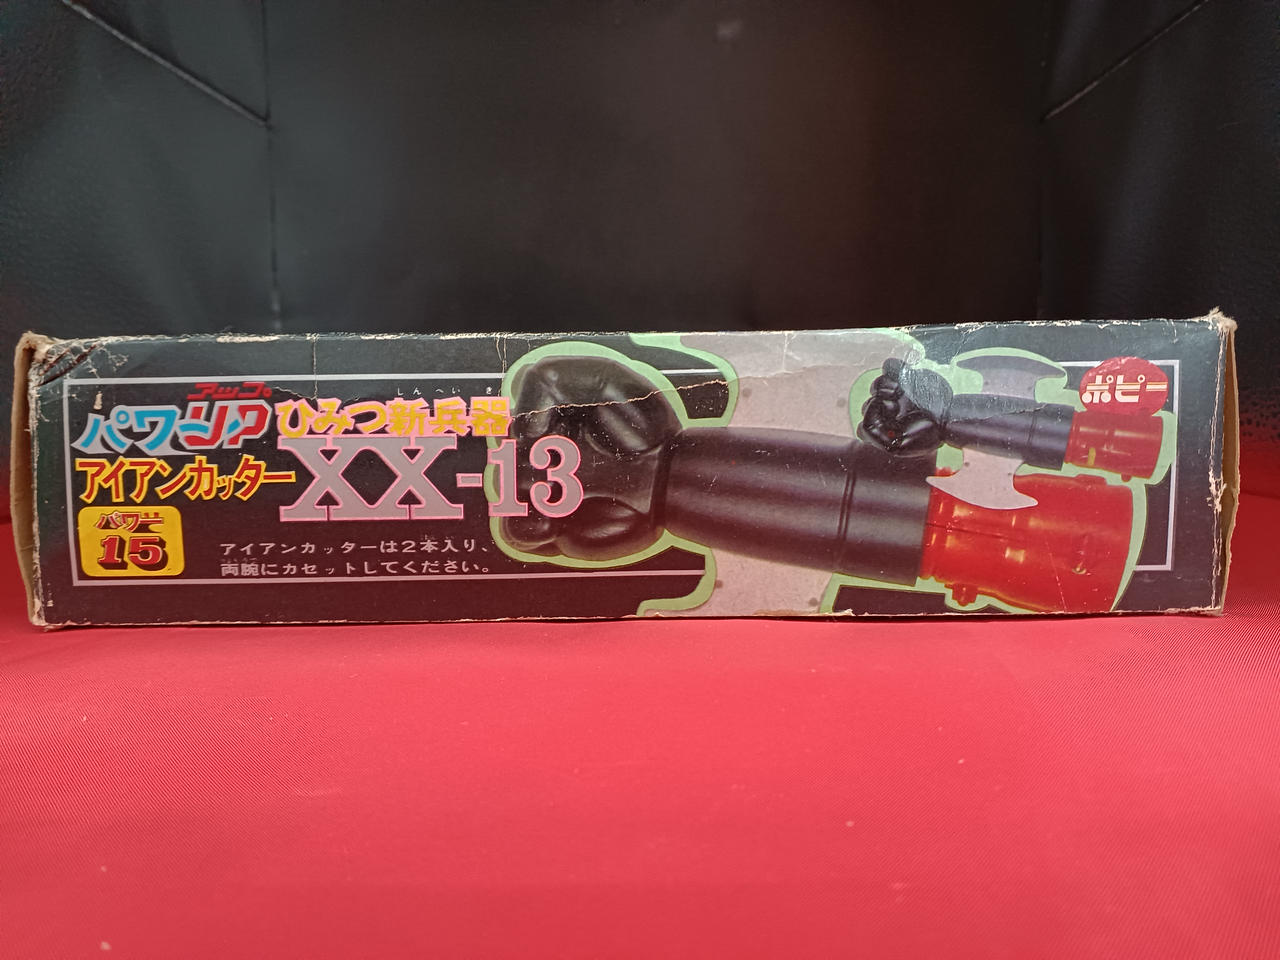 アップ
パワーUP
しんへいき
ひみつ新兵器
アイアンカッター
XX-13
パワー
15
アイアンカッターは2本入り、
両腕にカセットしてください。
ポピー